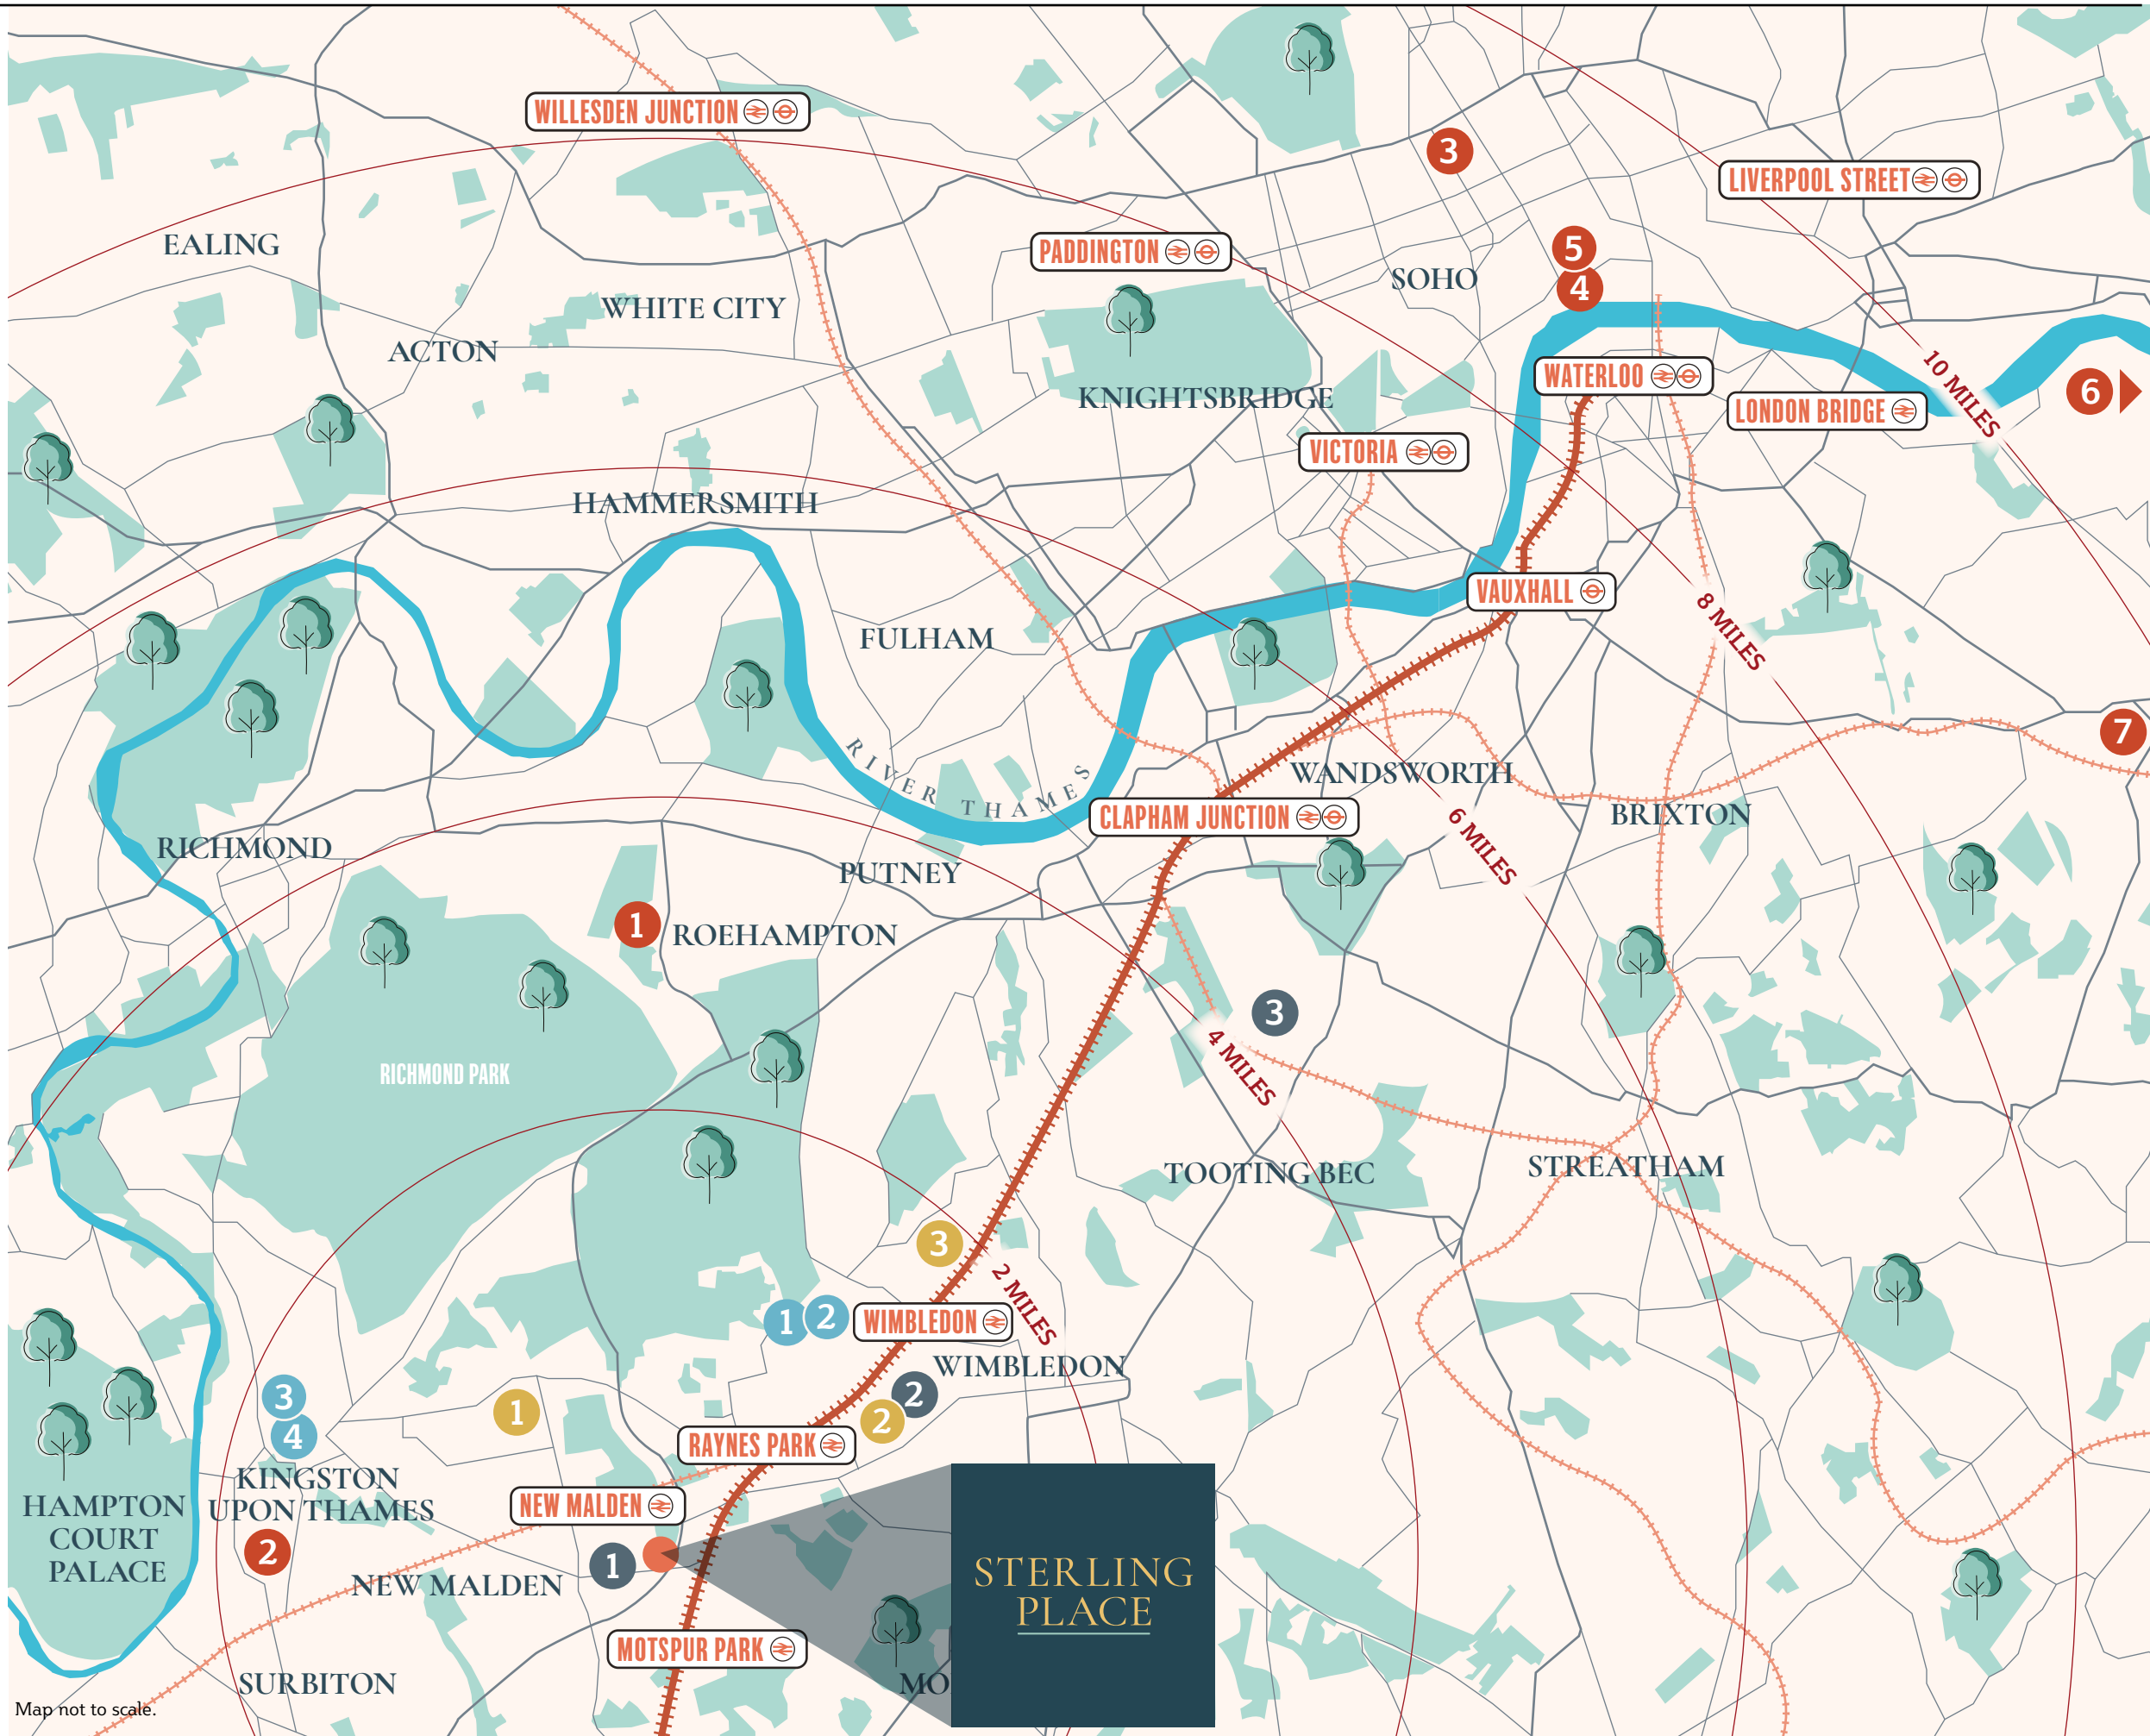 WILLESDEN JUNCTION
3
LIVERPOOL STREET
EALING
PADDINGTON
5
SOHO
4
WHITE CITY
ACTON
WATERLOO
10 MILES
6
KNIGHTSBRIDGE
LONDON BRIDGE
VICTORIA
HAMMERSMITH
VAUXHALL
8 MILES
FULHAM
7
RIVER THAMES
WANDSWORTH
CLAPHAM JUNCTION
BRIXTON
6 MILES
RICHMOND
PUTNEY
1
ROEHAMPTON
3
RICHMOND PARK
4 MILES
TOOTING BEC
STREATHAM
3
2 MILES
1
2
WIMBLEDON
WIMBLEDON
3
2
1
2
4
RAYNES PARK
KINGSTON
UPON THAMES
HAMPTON
COURT
PALACE
NEW MALDEN
2
1
NEW MALDEN
STERLING
PLACE
MOTSPUR PARK
SURBITON
MO
Map not to scale.